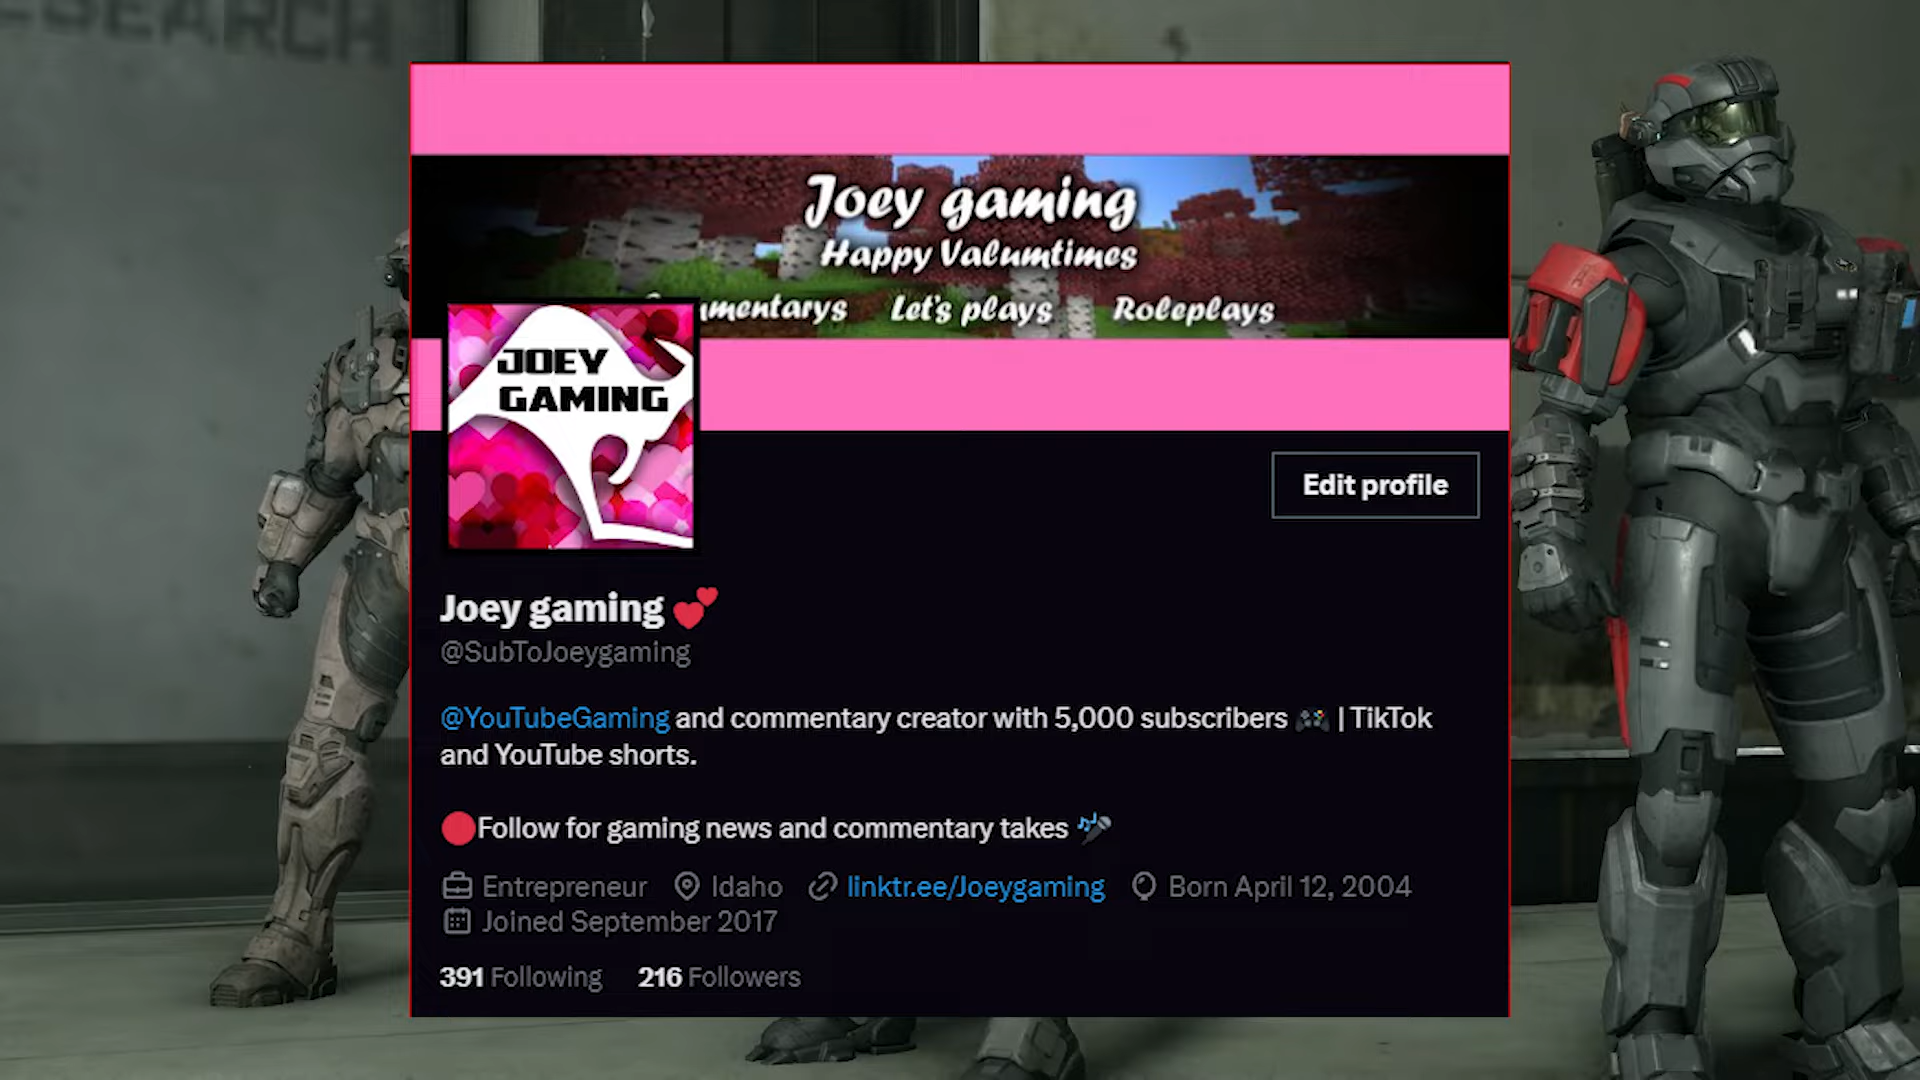 Joey gaming
Happy Valumtimes
mmentarys Let's plays Roleplays
JOEY
GAMING
Edit profile
Joey gaming
@SubToJoeygaming
@YouTubeGaming and commentary creator with 5,000 subscribers | TikTok
and YouTube shorts.
Follow for gaming news and commentary takes
Entrepreneur Idaho linktr.ee/Joeygaming Born April 12, 2004
Joined September 2017
391 Following 216 Followers